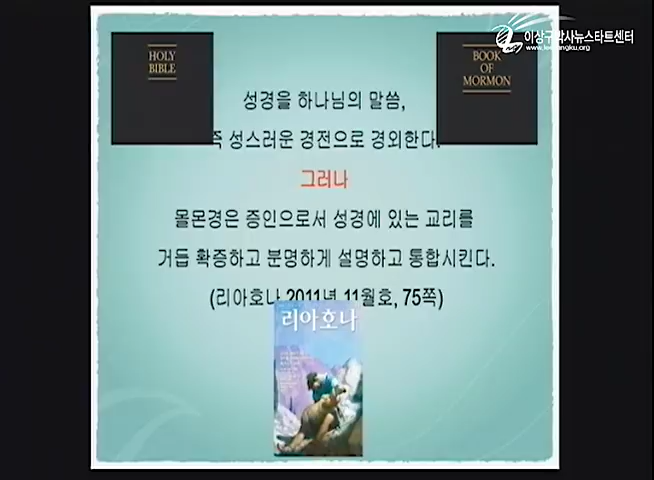 이상구박사뉴스타트센터
www.leesangku.org
HOLY
BIBLE
BOOK
OF
MORMON
성경을 하나님의 말씀,
즉 성스러운 경전으로 경외한다.
그러나
몰몬경은 증인으로서 성경에 있는 교리를
거듭 확증하고 분명하게 설명하고 통합시킨다.
(리아호나 2011년 11월호, 75쪽)
리아호나